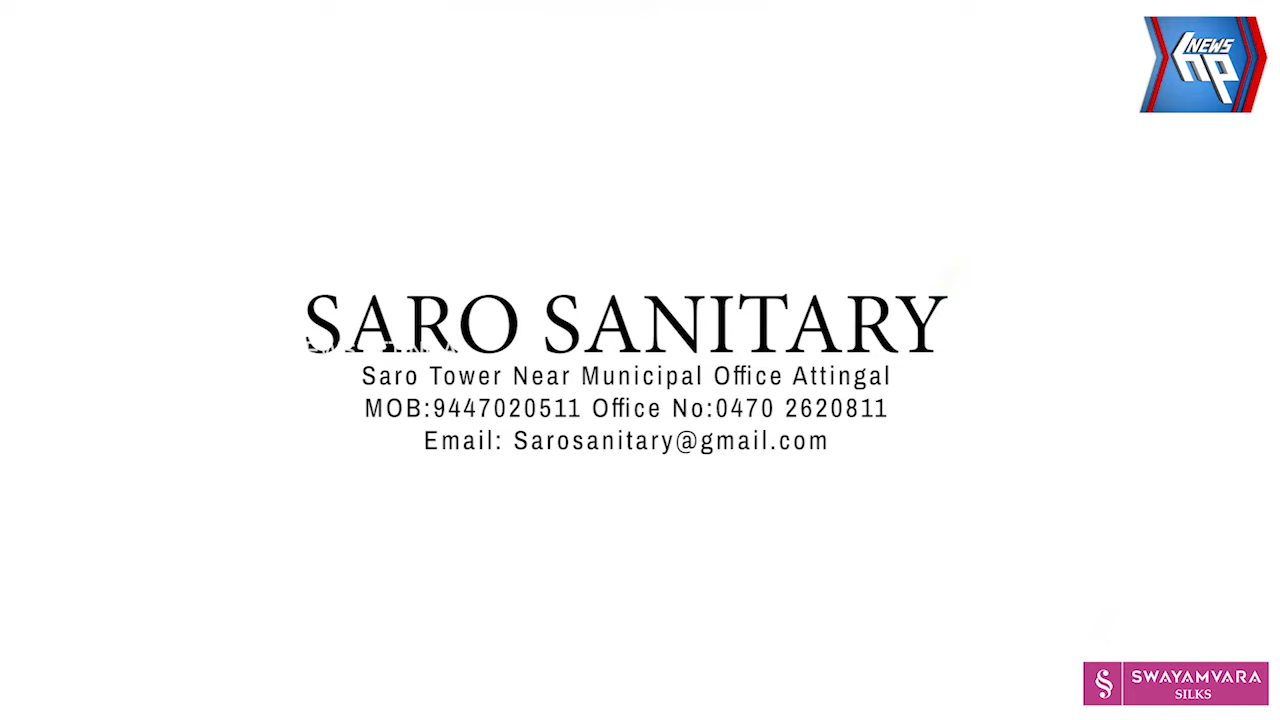 NEWS
hp
SARO SANITARY
Saro Tower Near Municipal Office Attingal
MOB:9447020511 Office No:0470 2620811
Email: Sarosanitary@gmail.com
SWAYAMVARA
SILKS